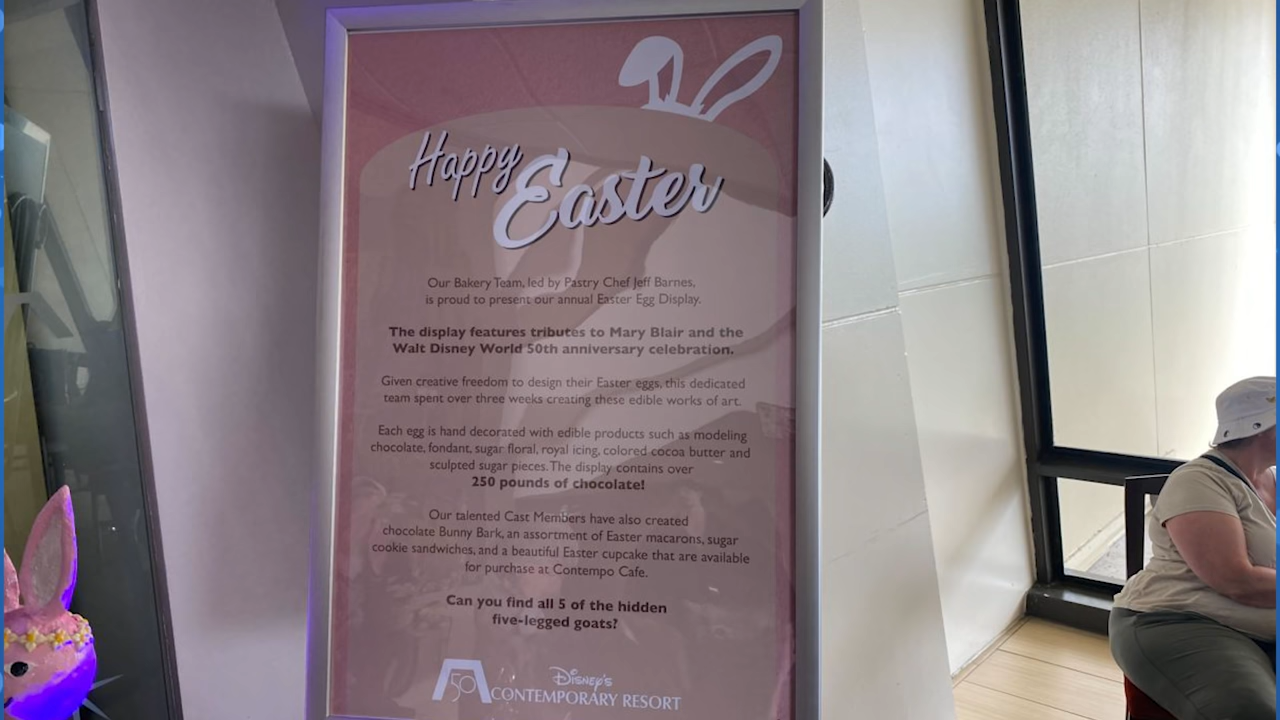 Happy
Easter
Our Bakery Team, led by Pastry Chef Jeff Barnes,
is proud to present our annual Easter Egg Display.
The display features tributes to Mary Blair and the
Walt Disney World 50th anniversary celebration.
Given creative freedom to design their Easter eggs, this dedicated
team spent over three weeks creating these edible works of art.
Each egg is hand decorated with edible products such as modeling
chocolate, fondant, sugar floral, royal icing, colored cocoa butter and
sculpted sugar pieces. The display contains over
250 pounds of chocolate!
Our talented Cast Members have also created
chocolate Bunny Bark, an assortment of Easter macarons, sugar
cookie sandwiches, and a beautiful Easter cupcake that are available
for purchase at Contempo Cafe.
Can you find all 5 of the hidden
five-legged goats?
50
Disney's
CONTEMPORARY RESORT